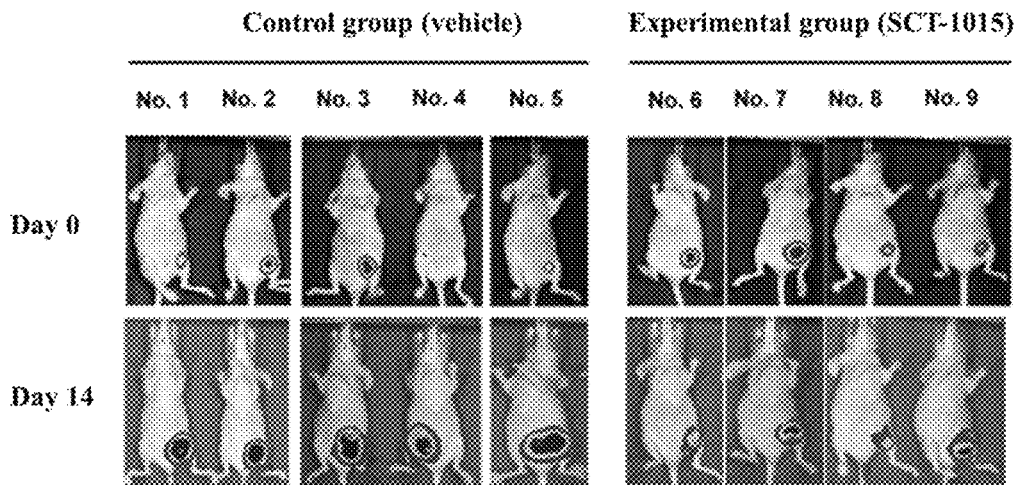 Control group (vehicle)
Experimental group (SCT-1015)
No. 1 No. 2 No. 3 No. 4 No. 5 No. 6 No. 7 No. 8 No. 9
Day 0
Day 14